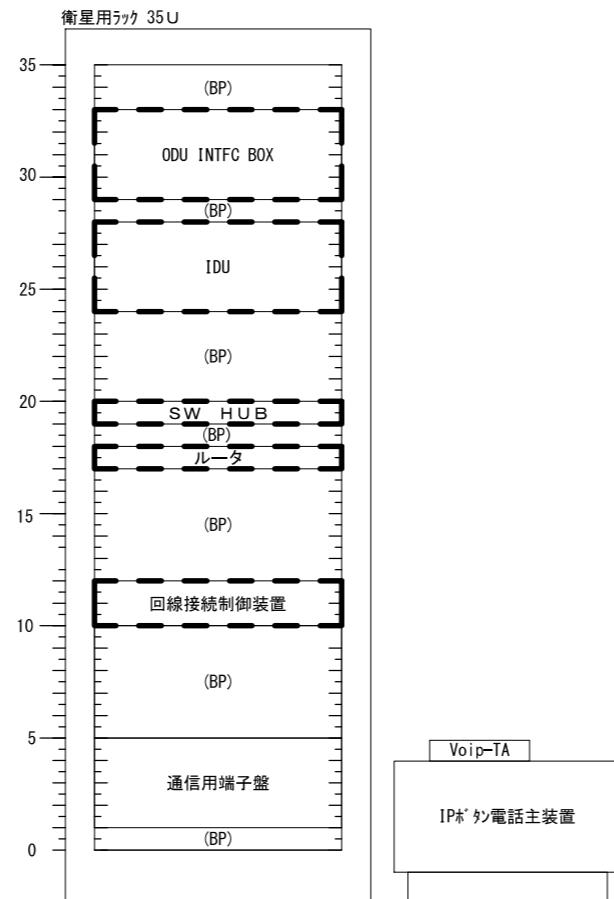 衛星用ﾗｯｸ 35U
35
(BP)
ODU INTFC BOX
30
(BP)
IDU
25
(BP)
20
SW HUB
(BP)
ルータ
15
(BP)
回線接続制御装置
10
(BP)
5
Voip-TA
通信用端子盤
IPﾎﾞﾀﾝ電話主装置
(BP)
0